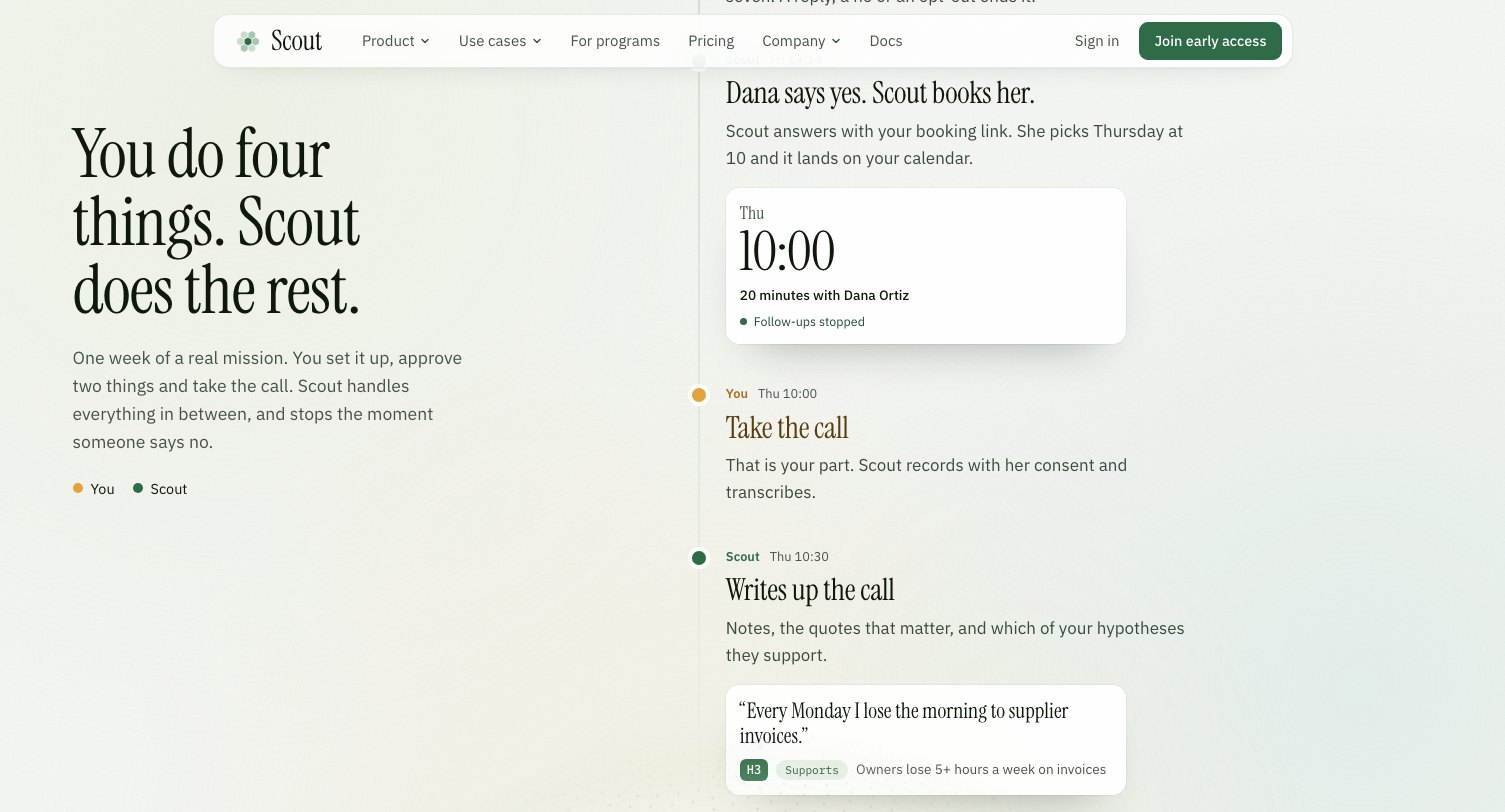 Scout
Product
Use cases
For programs
Pricing
Company
Docs
Sign in
Join early access
You do four
things. Scout
does the rest.
One week of a real mission. You set it up, approve
two things and take the call. Scout handles
everything in between, and stops the moment
someone says no.
You
Scout
Dana says yes. Scout books her.
Scout answers with your booking link. She picks Thursday at
10 and it lands on your calendar.
Thu
10:00
20 minutes with Dana Ortiz
Follow-ups stopped
You Thu 10:00
Take the call
That is your part. Scout records with her consent and
transcribes.
Scout Thu 10:30
Writes up the call
Notes, the quotes that matter, and which of your hypotheses
they support.
“Every Monday I lose the morning to supplier
invoices.”
H3 Supports Owners lose 5+ hours a week on invoices